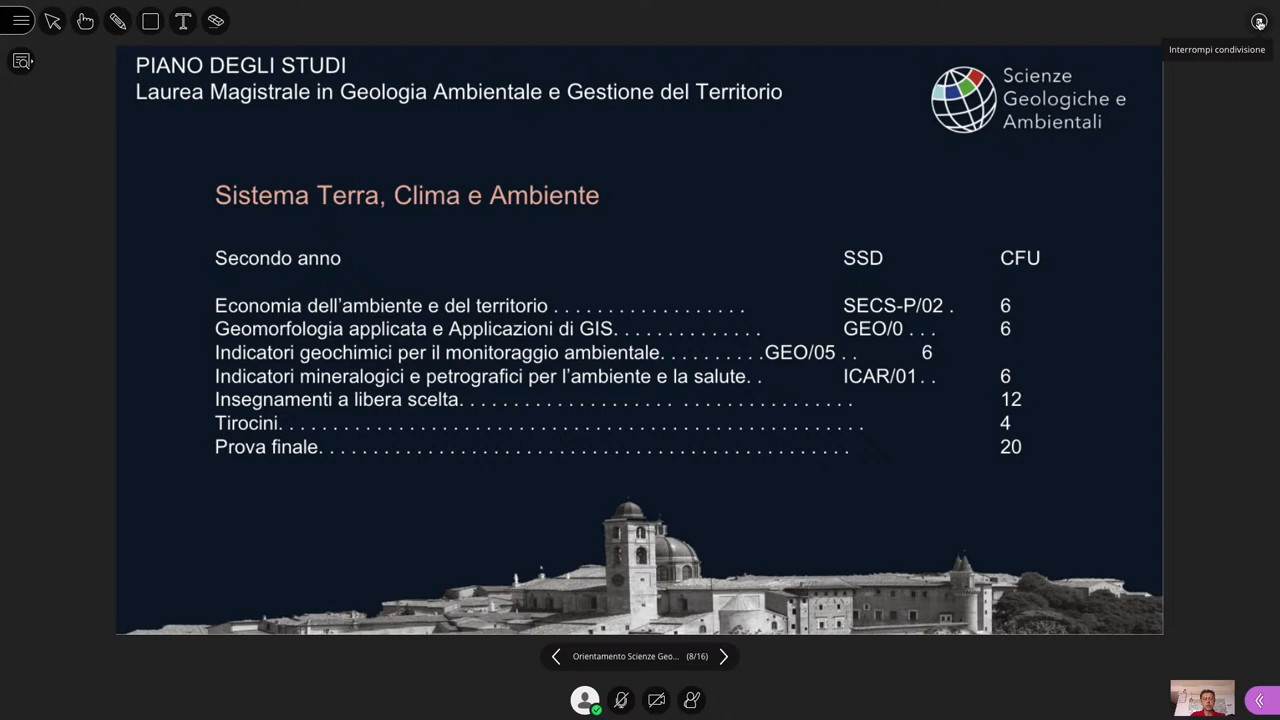 Interrompi condivisione
PIANO DEGLI STUDI
Laurea Magistrale in Geologia Ambientale e Gestione del Territorio
Scienze
Geologiche e
Ambientali
Sistema Terra, Clima e Ambiente
Secondo anno SSD CFU
Economia dell'ambiente e del territorio . . . . . . . . . . . . . . . . . . SECS-P/02 . 6
Geomorfologia applicata e Applicazioni di GIS. . . . . . . . . . . . . . GEO/0 . . . 6
Indicatori geochimici per il monitoraggio ambientale. . . . . . . . . . GEO/05 . . 6
Indicatori mineralogici e petrografici per l'ambiente e la salute. . ICAR/01 . . 6
Insegnamenti a libera scelta. . . . . . . . . . . . . . . . . . . . . . . . . . . . . . . 12
Tirocini. . . . . . . . . . . . . . . . . . . . . . . . . . . . . . . . . . . . . . . . . . . . . . . 4
Prova finale. . . . . . . . . . . . . . . . . . . . . . . . . . . . . . . . . . . . . . . . . . . 20
Orientamento Scienze Geo... (8/16)